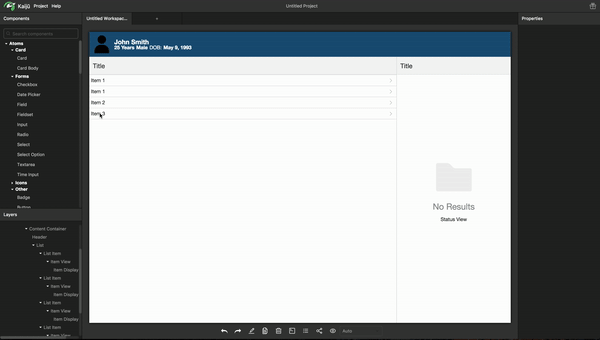 Kaijū Project Help Untitled Project
Components Untitled Workspac... + Properties
Search components...
Atoms
Card
Card
Card Body
Forms
Checkbox
Date Picker
Field
Fieldset
Input
Radio
Select
Select Option
Textarea
Time Input
Icons
Other
Badge
Button
Layers
Content Container
Header
List
List Item
Item View
Item Display
List Item
Item View
Item Display
List Item
Item View
Item Display
List Item
Item View
John Smith
25 Years Male DOB: May 9, 1993
Title
Item 1
Item 1
Item 2
Item 3
Title
No Results
Status View
Auto